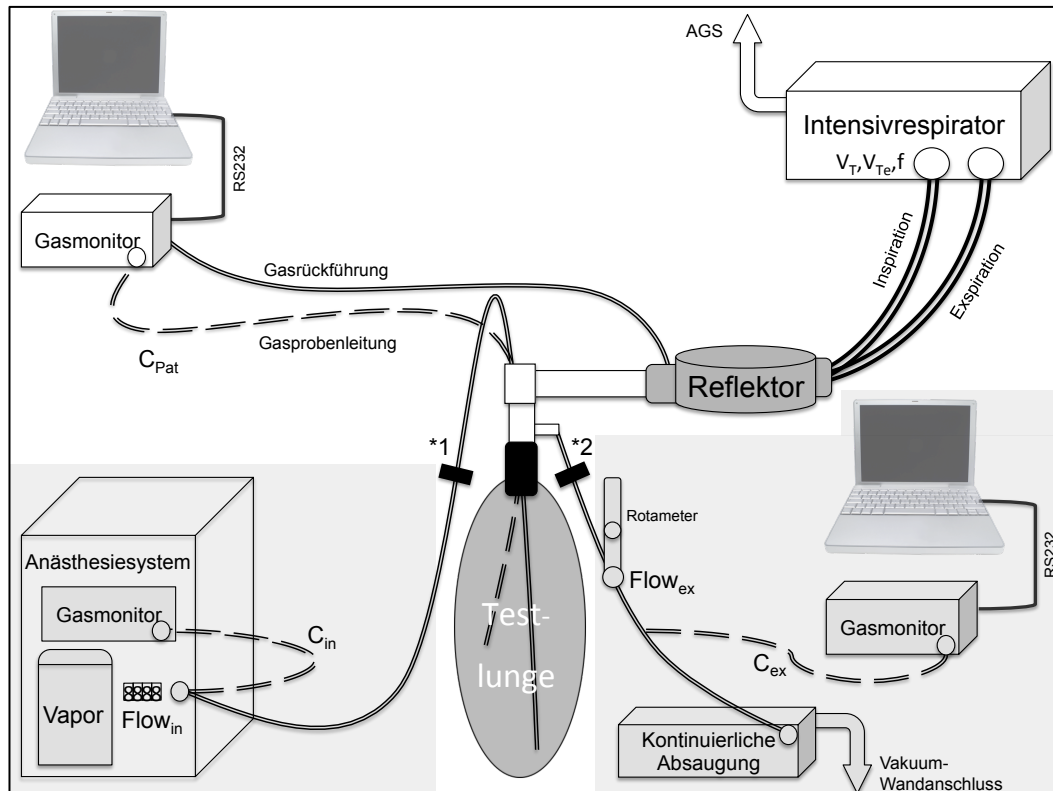 AGS
Intensivrespirator
V_T,V_Te,f
RS232
Gasmonitor
Gasrückführung
Inspiration
Exspiration
Gasprobenleitung
C_Pat
Reflektor
*1
*2
Rotameter
Anästhesiesystem
Flow_ex
RS232
Gasmonitor
Test-
lunge
C_in
Gasmonitor
C_ex
Vapor
Flow_in
Kontinuierliche
Absaugung
Vakuum-
Wandanschluss